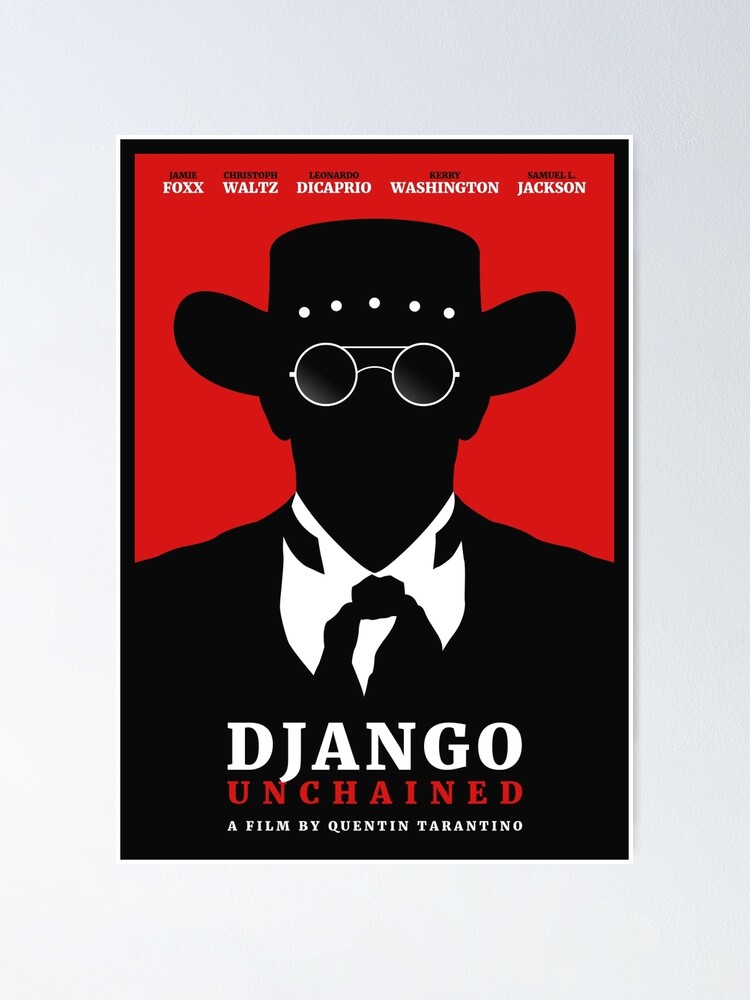 JAMIE CHRISTOPH LEONARDO KERRY SAMUEL L.
FOXX WALTZ DICAPRIO WASHINGTON JACKSON
DJANGO
UNCHAINED
A FILM BY QUENTIN TARANTINO